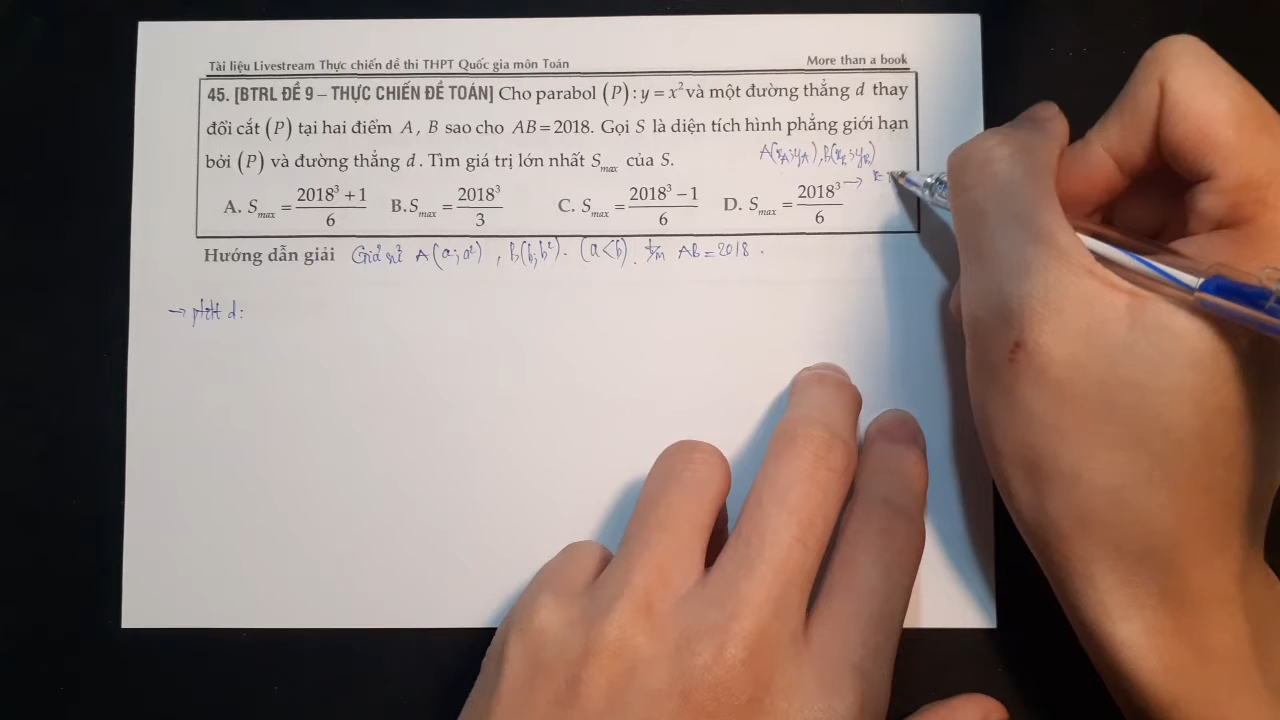 Tài liệu Livestream Thực chiến đề thi THPT Quốc gia môn Toán More than a book
45. [BTRL ĐỀ 9 – THỰC CHIẾN ĐỀ TOÁN] Cho parabol (P): y = x² và một đường thẳng d thay
đổi cắt (P) tại hai điểm A, B sao cho AB = 2018. Gọi S là diện tích hình phẳng giới hạn
bởi (P) và đường thẳng d. Tìm giá trị lớn nhất Smax của S.
A(xA; yA), B(xB; yB)
A. Smax = (2018³ + 1)/6 B. Smax = 2018³/3 C. Smax = (2018³ − 1)/6 D. Smax = 2018³/6 →
Hướng dẫn giải Giả sử A(a; a²), B(b; b²). (a < b). t/m AB = 2018.
→ ptđt d: